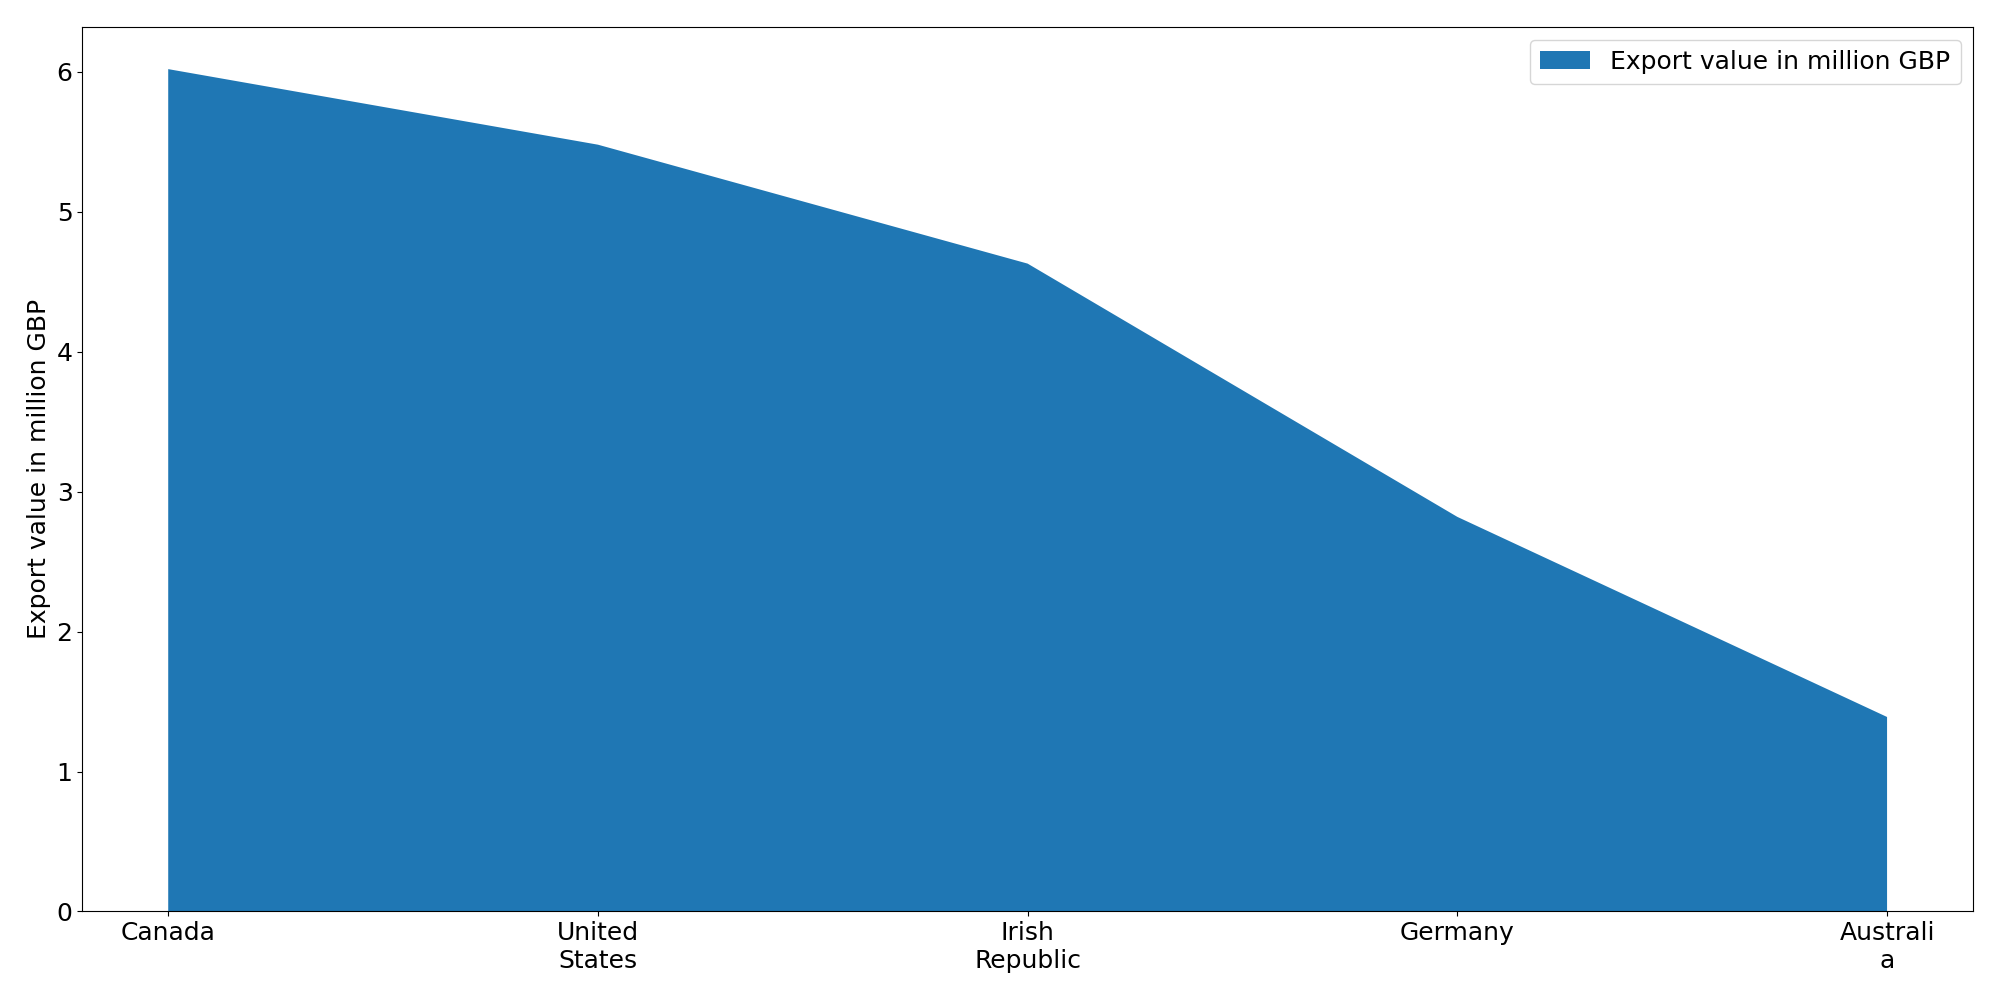 Export value in million GBP
6
5
4
3
2
1
0
Export value in million GBP
Canada
United
States
Irish
Republic
Germany
Australi
a